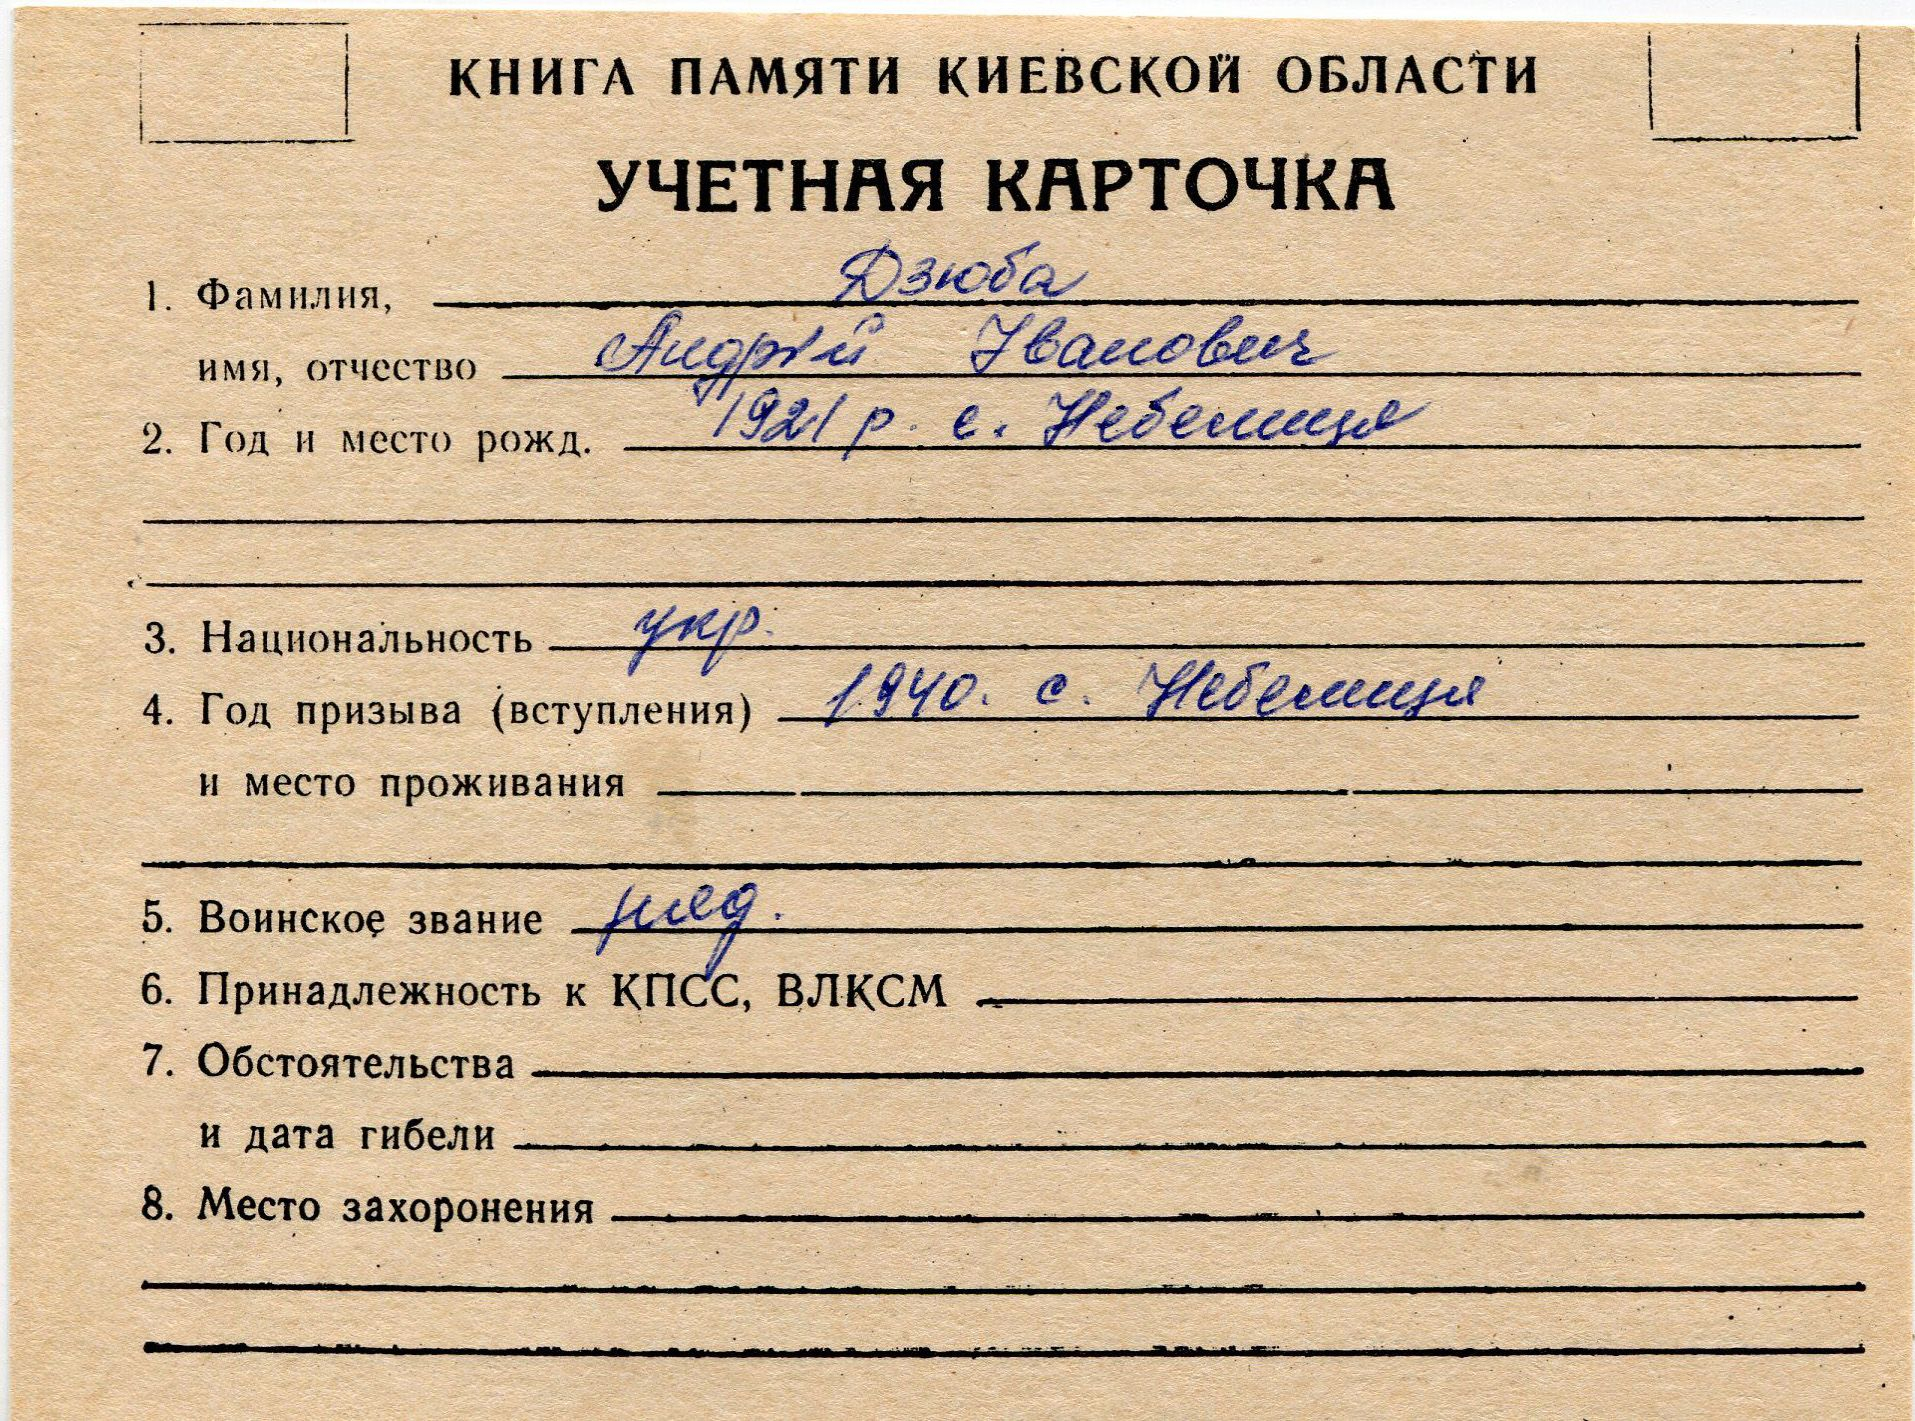 КНИГА ПАМЯТИ КИЕВСКОЙ ОБЛАСТИ
УЧЕТНАЯ КАРТОЧКА
1. Фамилия, Дзюба
имя, отчество Андрій Іванович
2. Год и место рожд. 1921 р. с. Небелиця
3. Национальность укр.
4. Год призыва (вступления) 1940. с. Небелиця
и место проживания
5. Воинское звание ряд.
6. Принадлежность к КПСС, ВЛКСМ
7. Обстоятельства
и дата гибели
8. Место захоронения